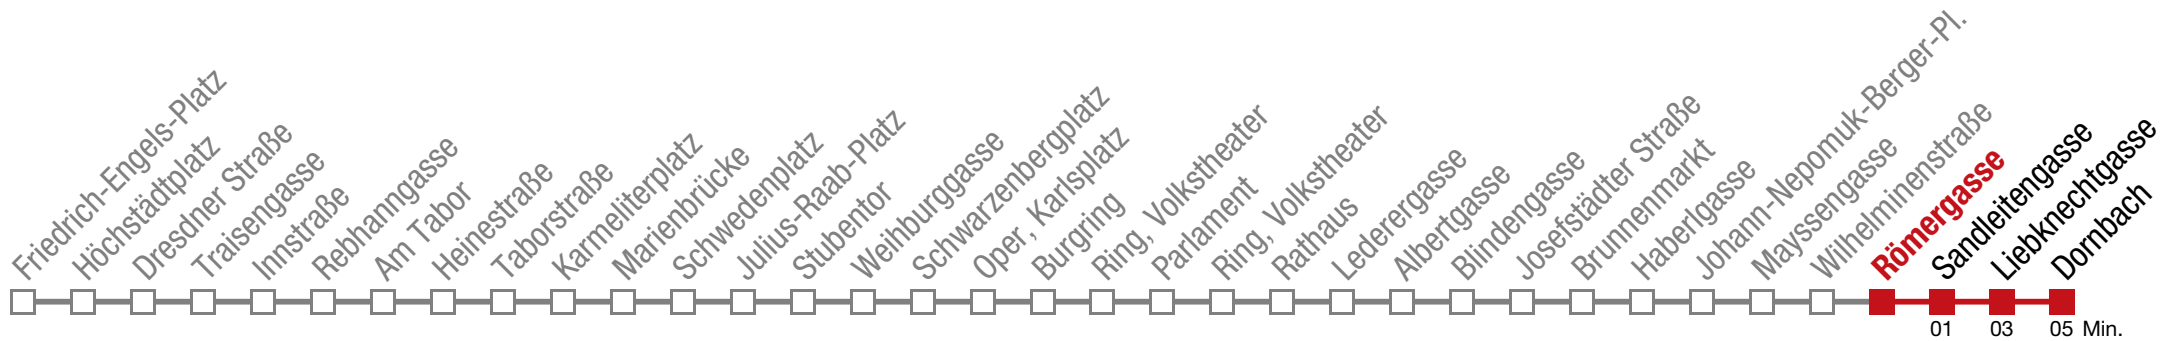 Friedrich-Engels-Platz
Höchstädtplatz
Dresdner Straße
Traisengasse
Innstraße
Rebhanngasse
Am Tabor
Heinestraße
Taborstraße
Karmeliterplatz
Marienbrücke
Schwedenplatz
Julius-Raab-Platz
Stubentor
Weihburggasse
Schwarzenbergplatz
Oper, Karlsplatz
Burgring
Ring, Volkstheater
Parlament
Ring, Volkstheater
Rathaus
Lederergasse
Albertgasse
Blindengasse
Josefstädter Straße
Brunnenmarkt
Haberlgasse
Johann-Nepomuk-Berger-Pl.
Mayssengasse
Wilhelminenstraße
Römergasse
Sandleitengasse
Liebknechtgasse
Dornbach
01 03 05 Min.